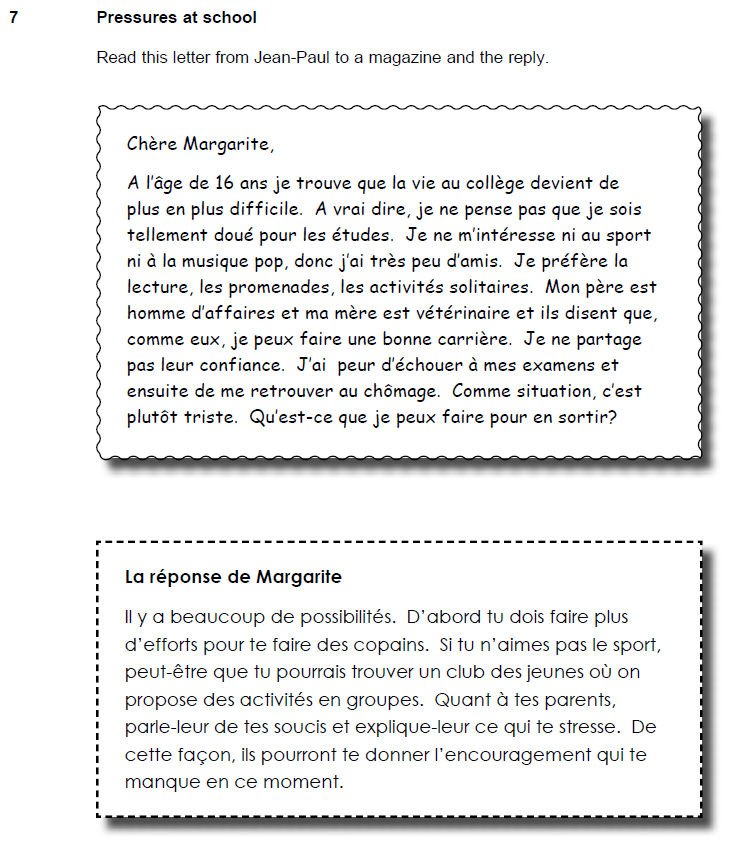 7 Pressures at school
Read this letter from Jean-Paul to a magazine and the reply.
Chère Margarite,
A l'âge de 16 ans je trouve que la vie au collège devient de
plus en plus difficile. A vrai dire, je ne pense pas que je sois
tellement doué pour les études. Je ne m'intéresse ni au sport
ni à la musique pop, donc j'ai très peu d'amis. Je préfère la
lecture, les promenades, les activités solitaires. Mon père est
homme d'affaires et ma mère est vétérinaire et ils disent que,
comme eux, je peux faire une bonne carrière. Je ne partage
pas leur confiance. J'ai peur d'échouer à mes examens et
ensuite de me retrouver au chômage. Comme situation, c'est
plutôt triste. Qu'est-ce que je peux faire pour en sortir?
La réponse de Margarite
Il y a beaucoup de possibilités. D'abord tu dois faire plus
d'efforts pour te faire des copains. Si tu n'aimes pas le sport,
peut-être que tu pourrais trouver un club des jeunes où on
propose des activités en groupes. Quant à tes parents,
parle-leur de tes soucis et explique-leur ce qui te stresse. De
cette façon, ils pourront te donner l'encouragement qui te
manque en ce moment.